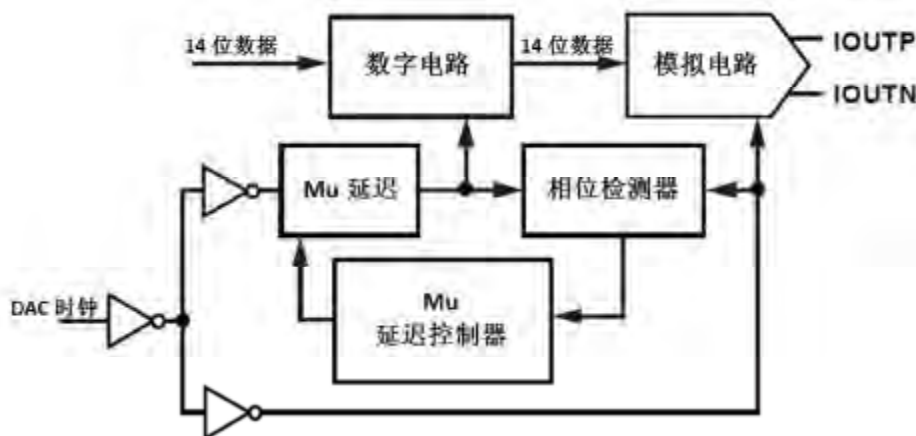 14 位数据
数字电路
14 位数据
模拟电路
IOUTP
IOUTN
Mu 延迟
相位检测器
DAC 时钟
Mu
延迟控制器